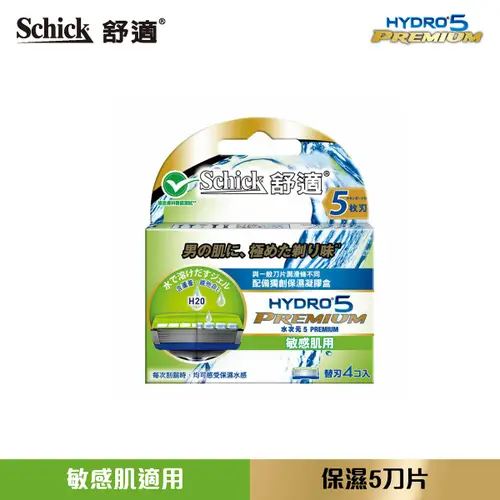 Schick 舒適®
HYDRO®5
PREMIUM
Schick 舒適™
5枚刃
男の肌に、極めた剃り味
水で溶けだすジェル
H2O
與一般刀片潤滑條不同
配備獨創保濕凝膠盒
HYDRO®5
PREMIUM
水次元 5 PREMIUM
敏感肌用
每次刮鬍時，均可感受保濕水感
替刃4コ入
敏感肌適用
保濕5刀片